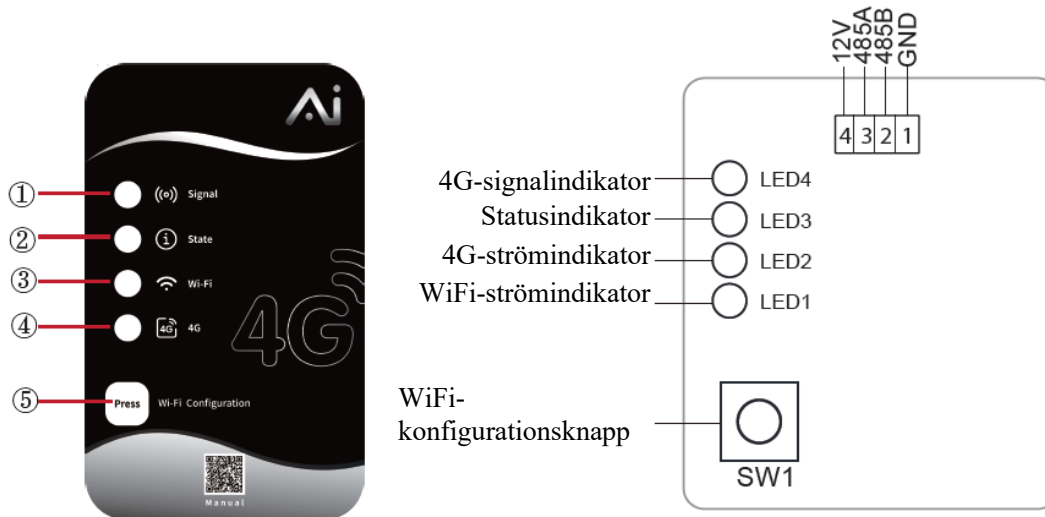 Ai
① Signal
② State
③ Wi-Fi
④ 4G 4G
4G
⑤ Press Wi-Fi Configuration
Manual
12V
485A
485B
GND
4 3 2 1
4G-signalindikator LED4
Statusindikator LED3
4G-strömindikator LED2
WiFi-strömindikator LED1
WiFi-
konfigurationsknapp
SW1